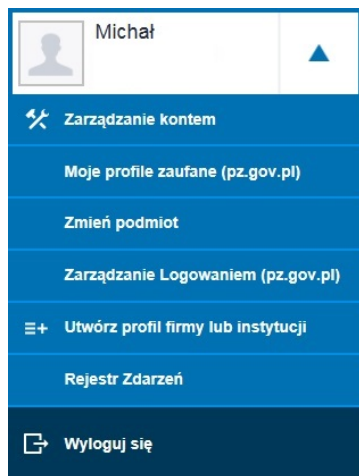 Michał
Zarządzanie kontem
Moje profile zaufane (pz.gov.pl)
Zmień podmiot
Zarządzanie Logowaniem (pz.gov.pl)
Utwórz profil firmy lub instytucji
Rejestr Zdarzeń
Wyloguj się